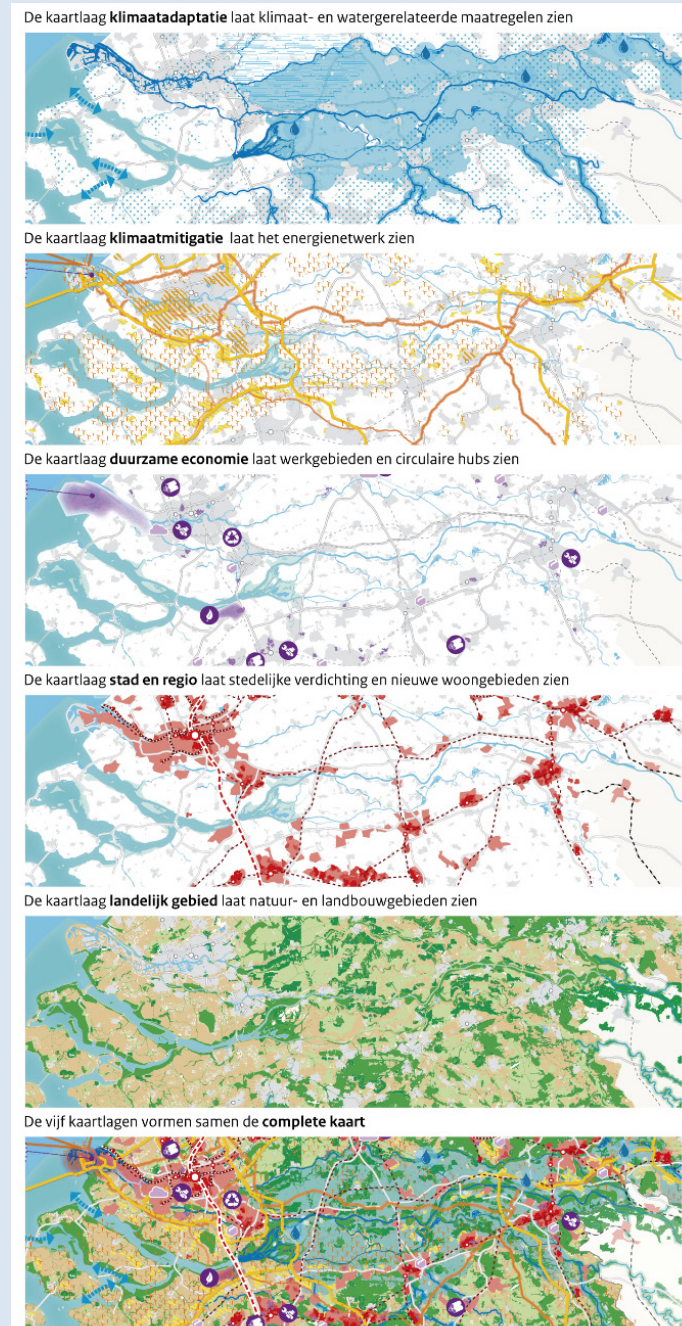 De kaartlaag klimaatadaptatie laat klimaat- en watergerelateerde maatregelen zien
De kaartlaag klimaatmitigatie laat het energienetwerk zien
De kaartlaag duurzame economie laat werkgebieden en circulaire hubs zien
De kaartlaag stad en regio laat stedelijke verdichting en nieuwe woongebieden zien
De kaartlaag landelijk gebied laat natuur- en landbouwgebieden zien
De vijf kaartlagen vormen samen de complete kaart